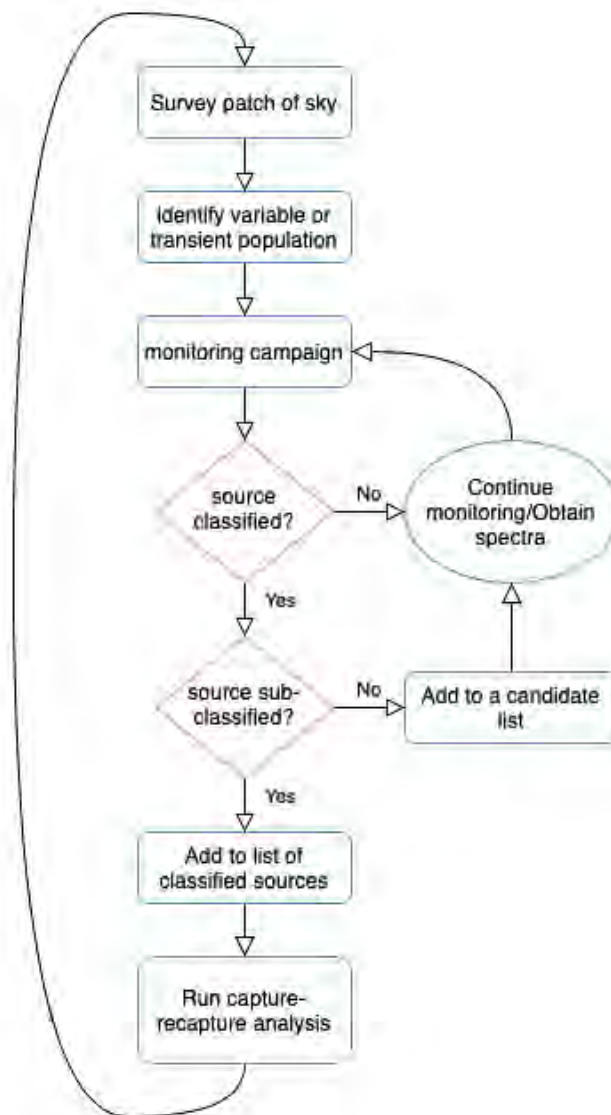 Survey patch of sky
Identify variable or
transient population
monitoring campaign
source
classified?
No
Continue
monitoring/Obtain
spectra
Yes
source sub-
classified?
No
Add to a candidate
list
Yes
Add to list of
classified sources
Run capture-
recapture analysis